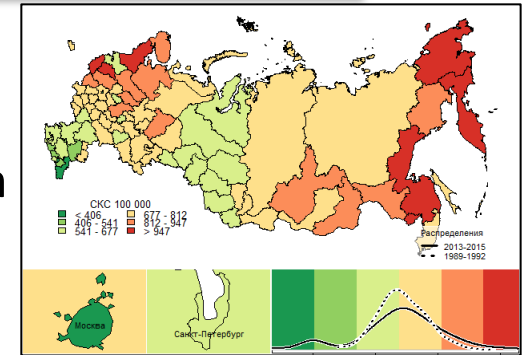 СКС 100 000
< 406
406 - 541
541 - 677
677 - 812
812 - 947
> 947
Распределения
2013-2015
1989-1992
Москва
Санкт-Петербург